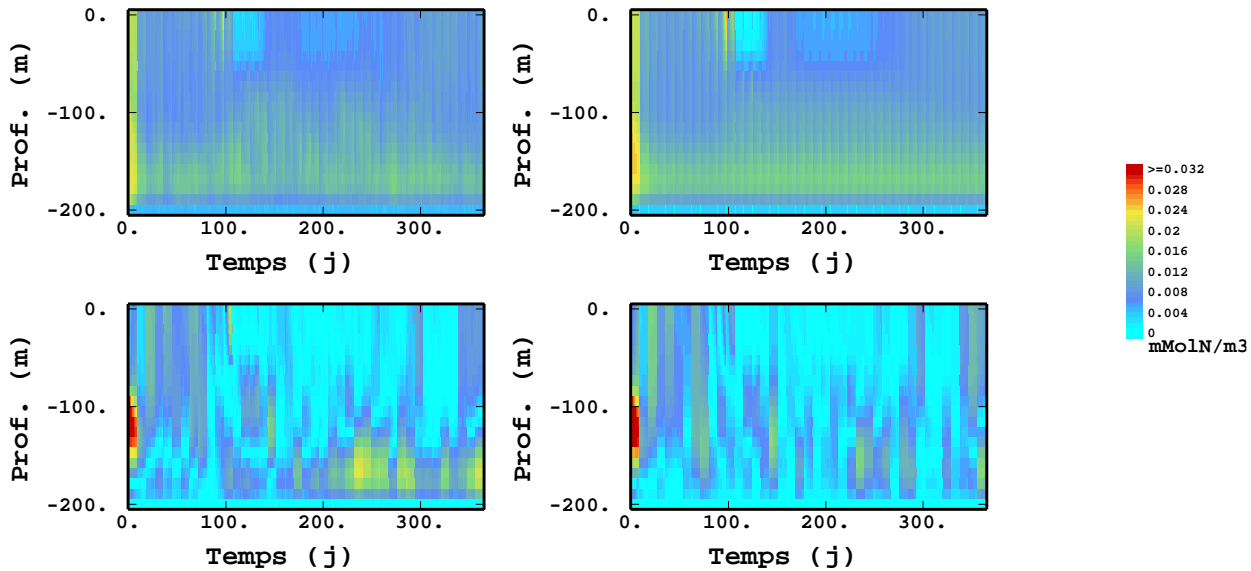 0.
-100.
-200.
Prof. (m)
0. 100. 200. 300.
Temps (j)
0.
-100.
-200.
Prof. (m)
0. 100. 200. 300.
Temps (j)
0.
-100.
-200.
Prof. (m)
0. 100. 200. 300.
Temps (j)
0.
-100.
-200.
Prof. (m)
0. 100. 200. 300.
Temps (j)
>=0.032
0.028
0.024
0.02
0.016
0.012
0.008
0.004
0
mMolN/m3